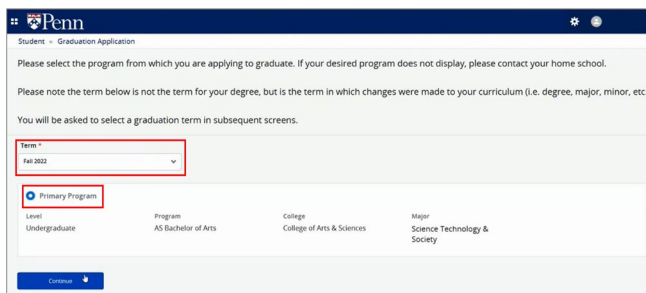 Penn
Student • Graduation Application
Please select the program from which you are applying to graduate. If your desired program does not display, please contact your home school.
Please note the term below is not the term for your degree, but is the term in which changes were made to your curriculum (i.e. degree, major, minor, etc
You will be asked to select a graduation term in subsequent screens.
Term *
Fall 2022
Primary Program
Level Program College Major
Undergraduate AS Bachelor of Arts College of Arts & Sciences Science Technology &
Society
Continue